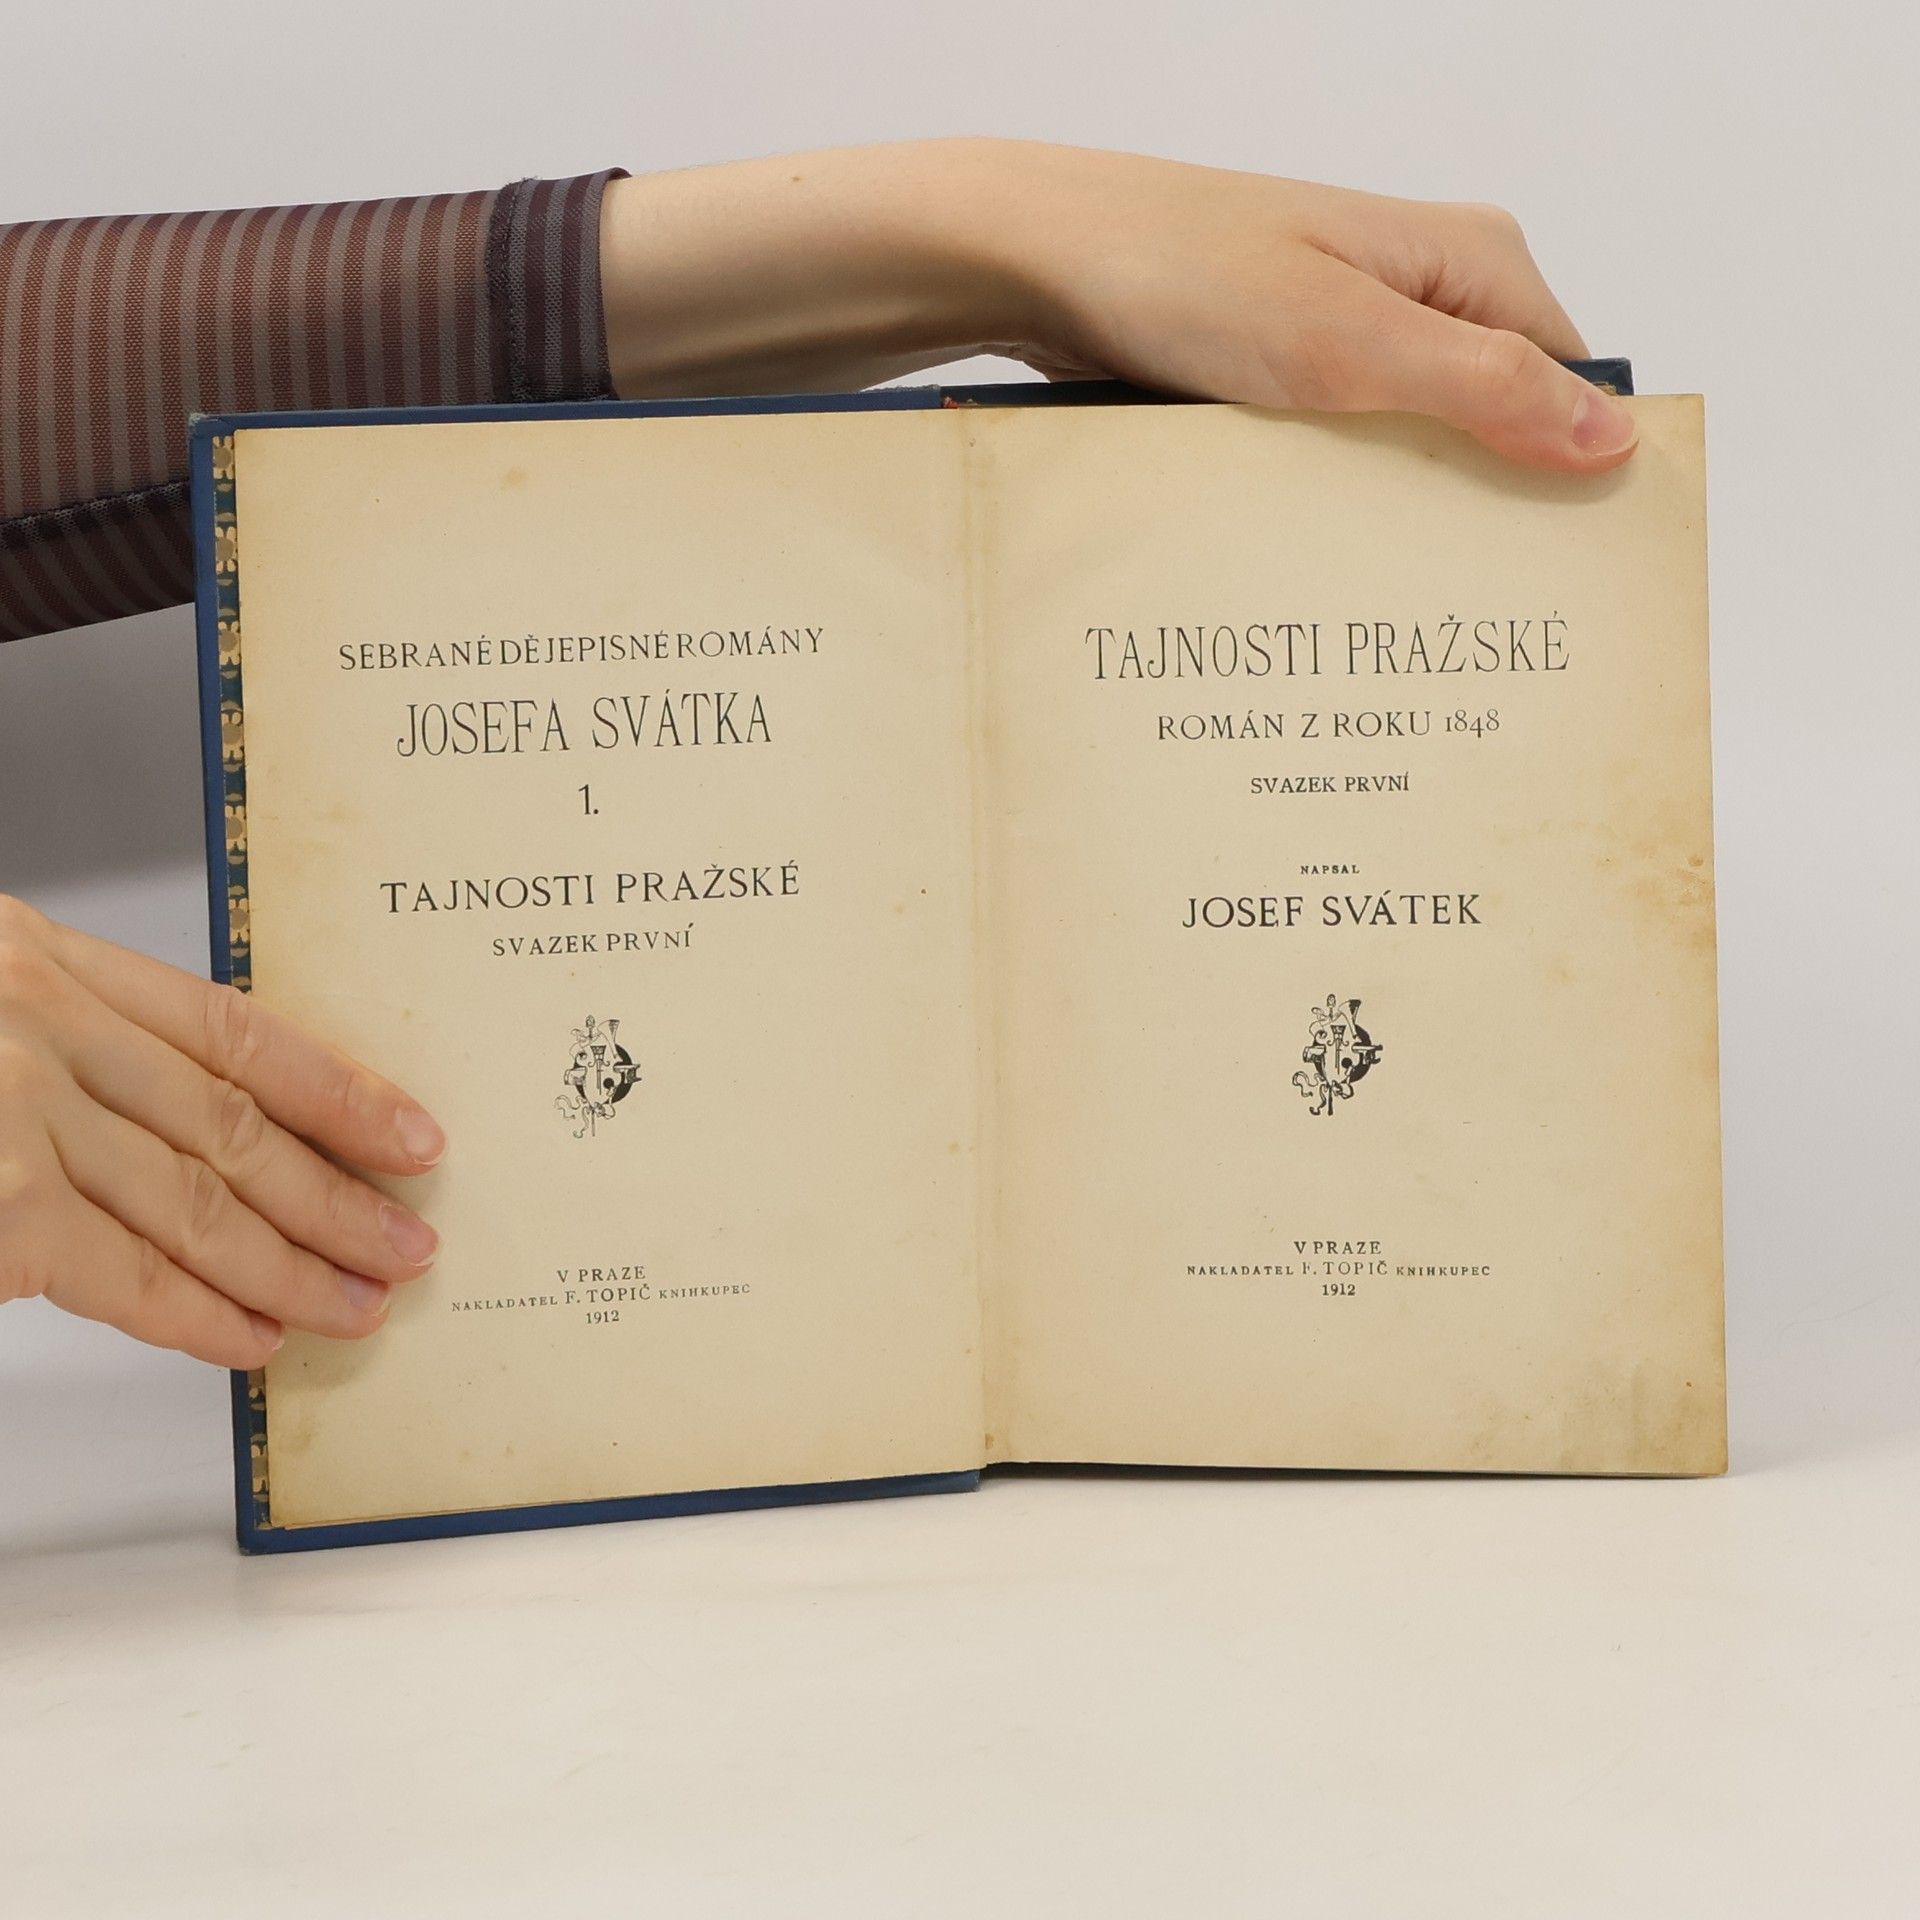 SEBRANÉ DĚJEPISNÉ ROMÁNY
JOSEFA SVÁTKA
1.
TAJNOSTI PRAŽSKÉ
SVAZEK PRVNÍ
V PRAZE
NAKLADATEL F. TOPIČ KNIHKUPEC
1912
TAJNOSTI PRAŽSKÉ
ROMÁN Z ROKU 1848
SVAZEK PRVNÍ
NAPSAL
JOSEF SVÁTEK
V PRAZE
NAKLADATEL F. TOPIČ KNIHKUPEC
1912